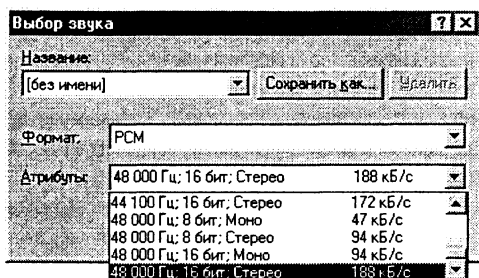 Выбор звука
Название:
[без имени] Сохранить как... Удалить
Формат: PCM
Атрибуты: 48 000 Гц; 16 бит; Стерео 188 кБ/с
44 100 Гц; 16 бит; Стерео 172 кБ/с
48 000 Гц; 8 бит; Моно 47 кБ/с
48 000 Гц; 8 бит; Стерео 94 кБ/с
48 000 Гц; 16 бит; Моно 94 кБ/с
48 000 Гц; 16 бит; Стерео 188 кБ/с